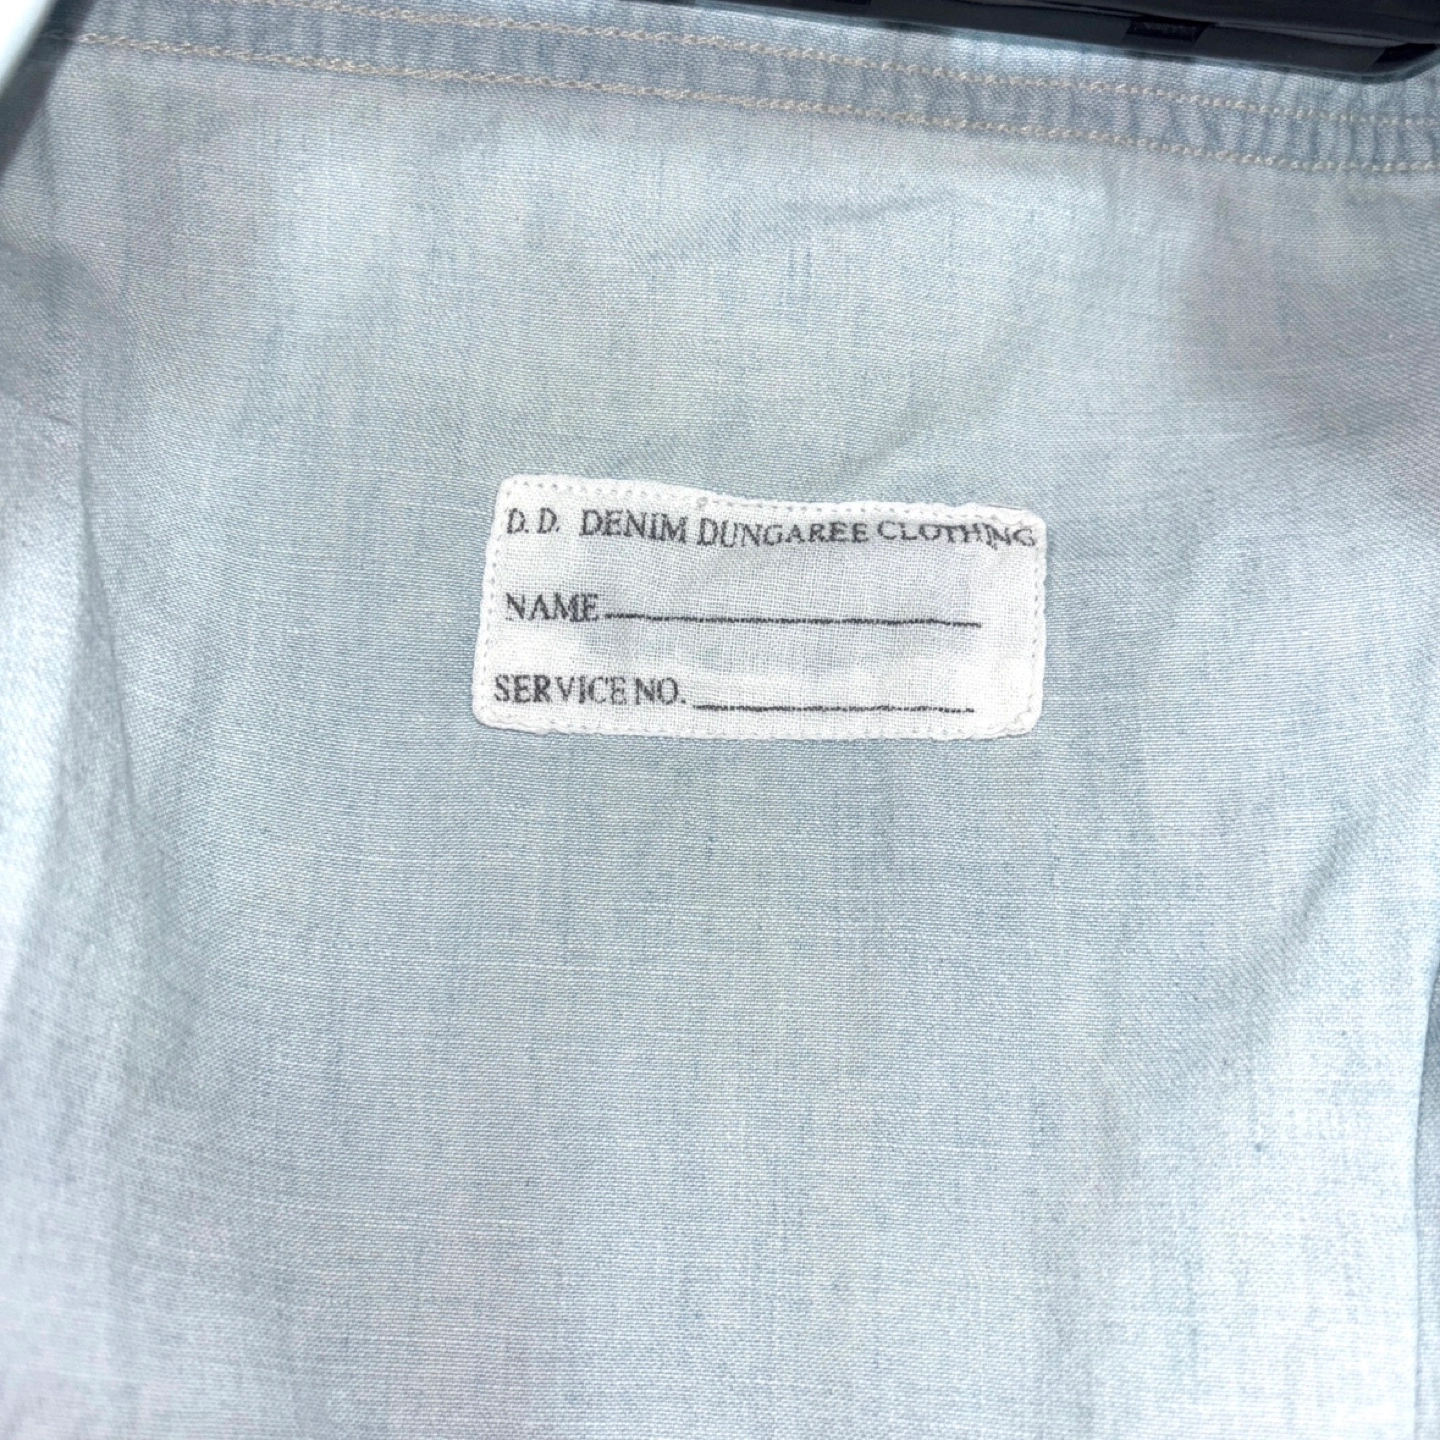 D.D. DENIM DUNGAREE CLOTHING
NAME
SERVICE NO.